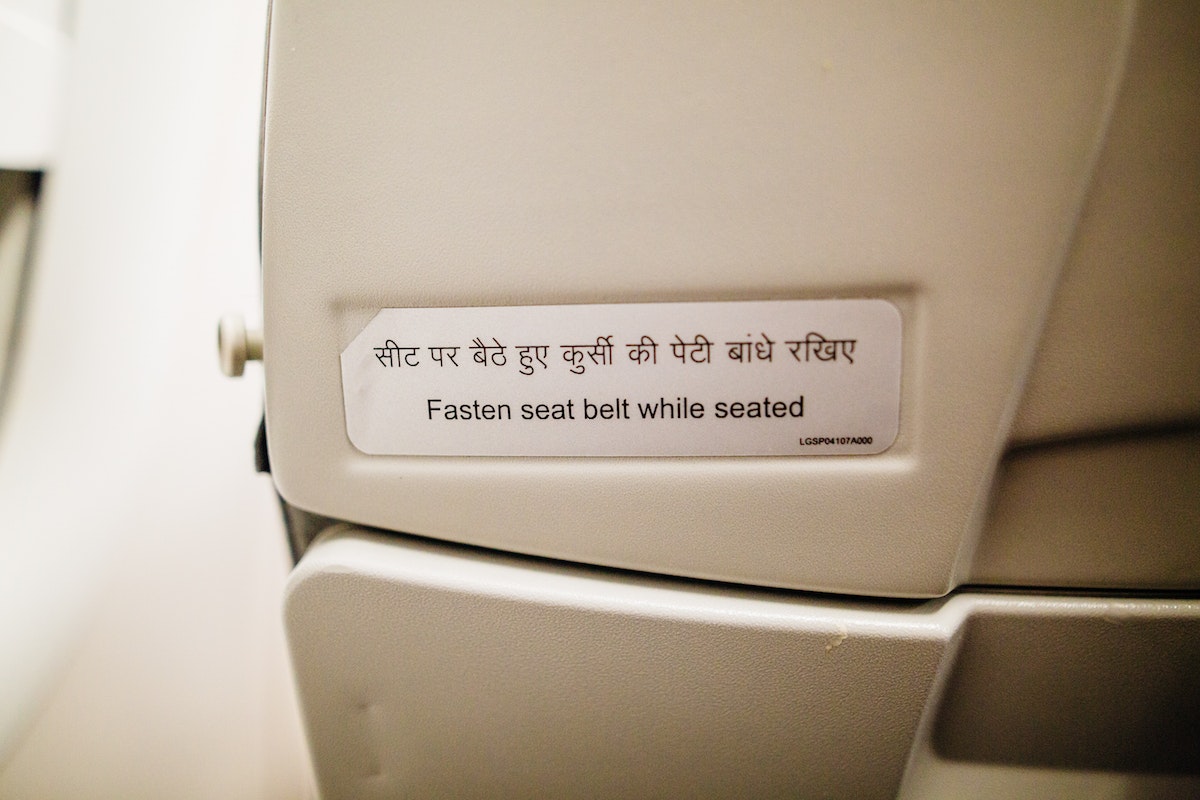 सीट पर बैठे हुए कुर्सी की पेटी बांधे रखिए
Fasten seat belt while seated
LGSP04107A000